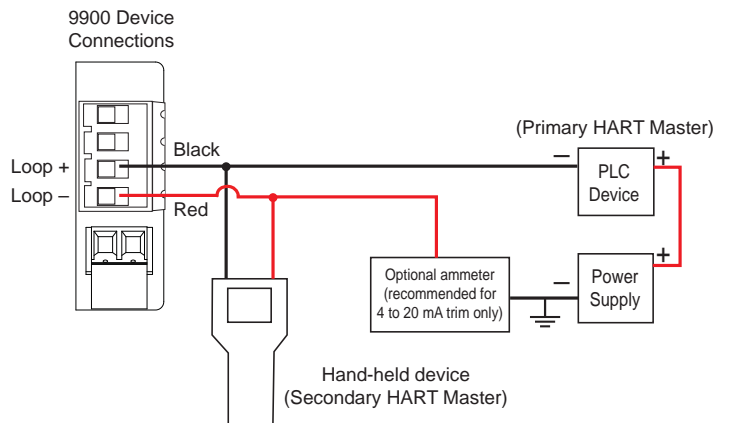 9900 Device
Connections
(Primary HART Master)
Black
Loop +
Loop –
Red
–
+
PLC
Device
Optional ammeter
(recommended for
4 to 20 mA trim only)
–
+
Power
Supply
Hand-held device
(Secondary HART Master)